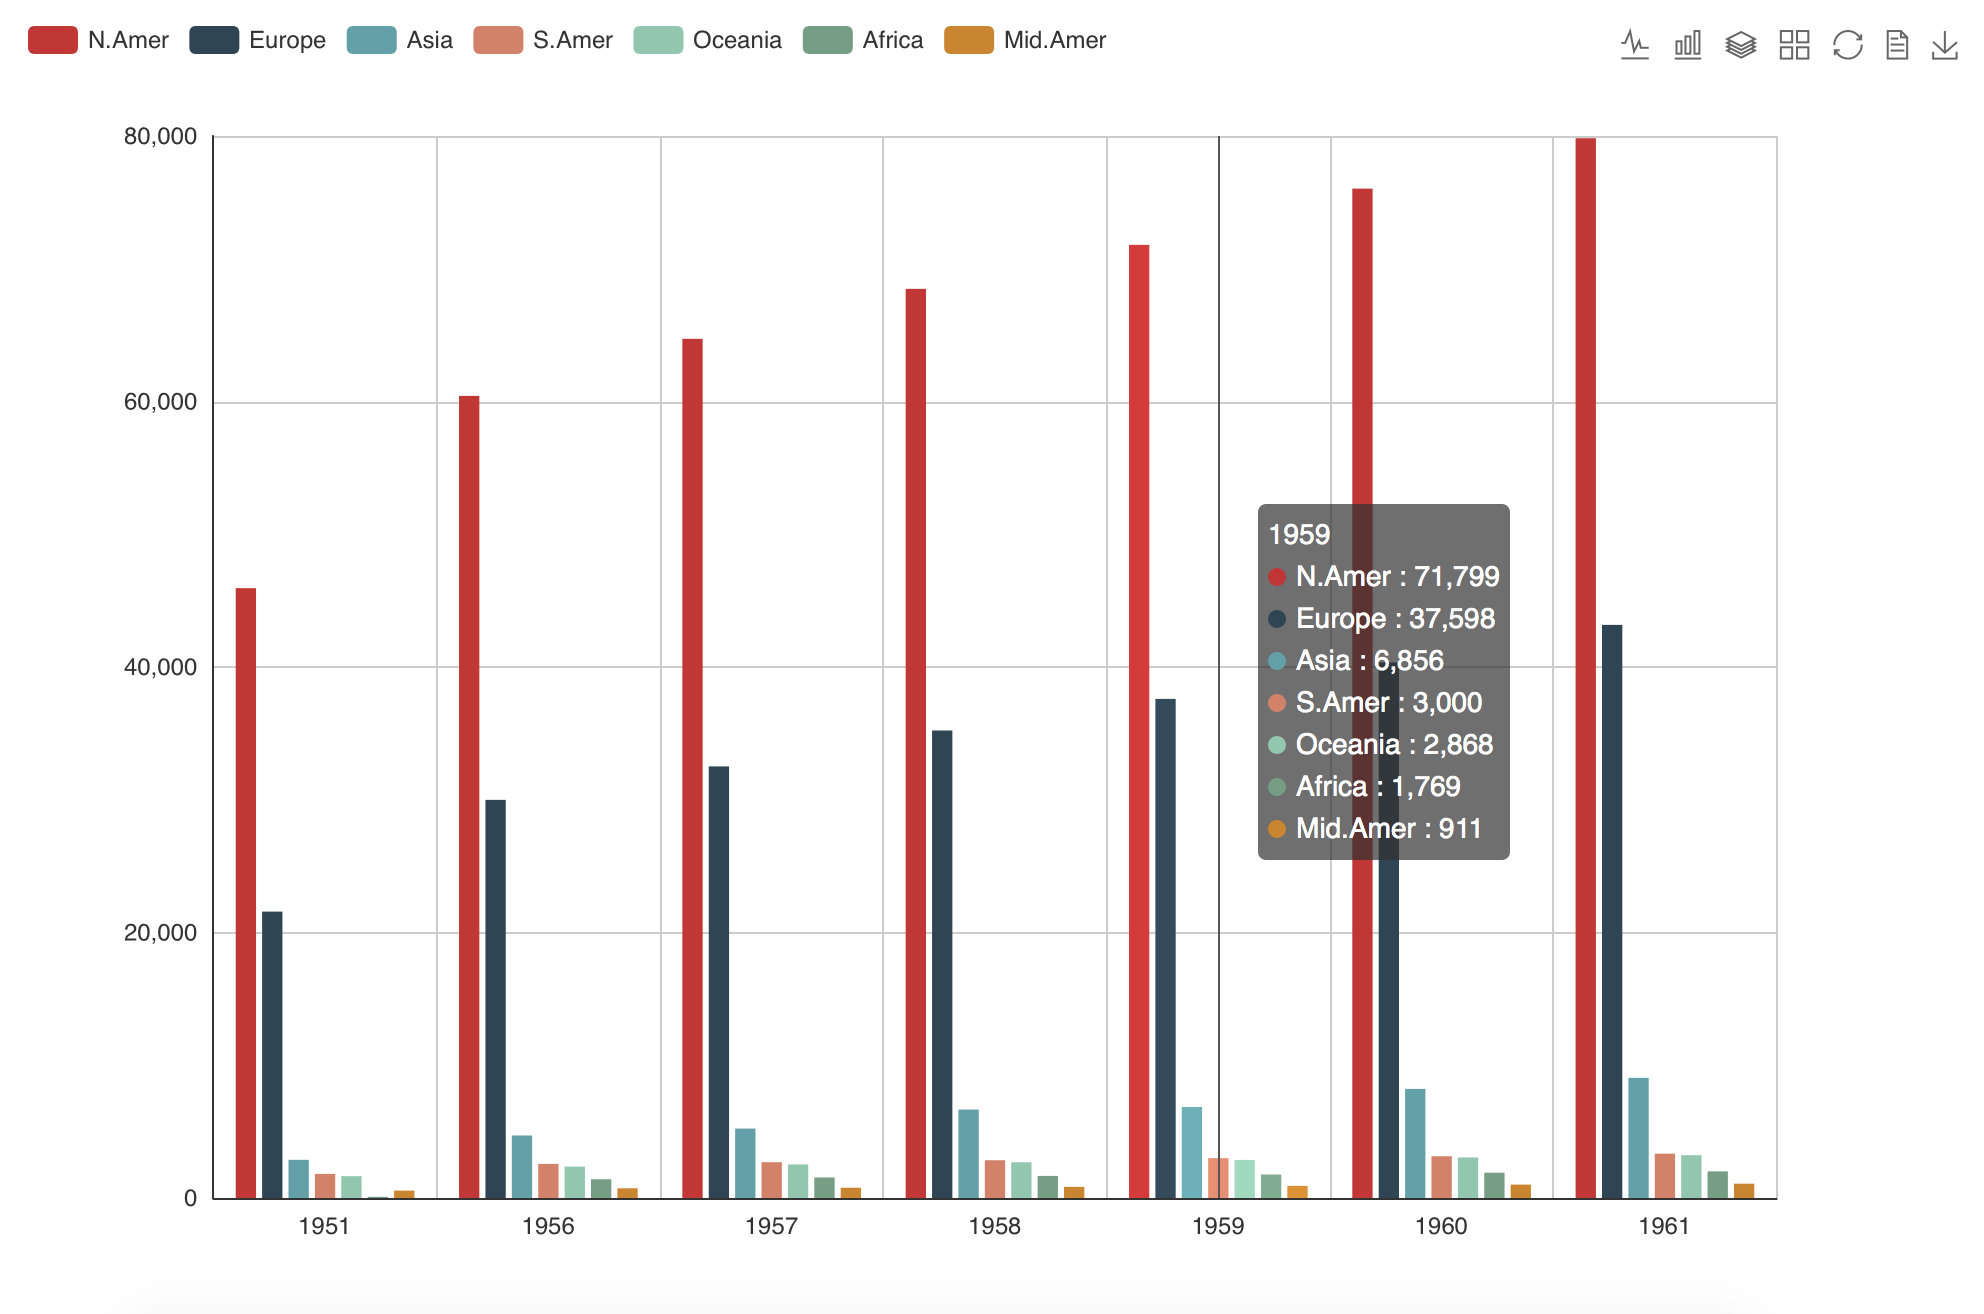 N.Amer Europe Asia S.Amer Oceania Africa Mid.Amer
80,000
60,000
40,000
20,000
0
1959
N.Amer : 71,799
Europe : 37,598
Asia : 6,856
S.Amer : 3,000
Oceania : 2,868
Africa : 1,769
Mid.Amer : 911
1951 1956 1957 1958 1959 1960 1961